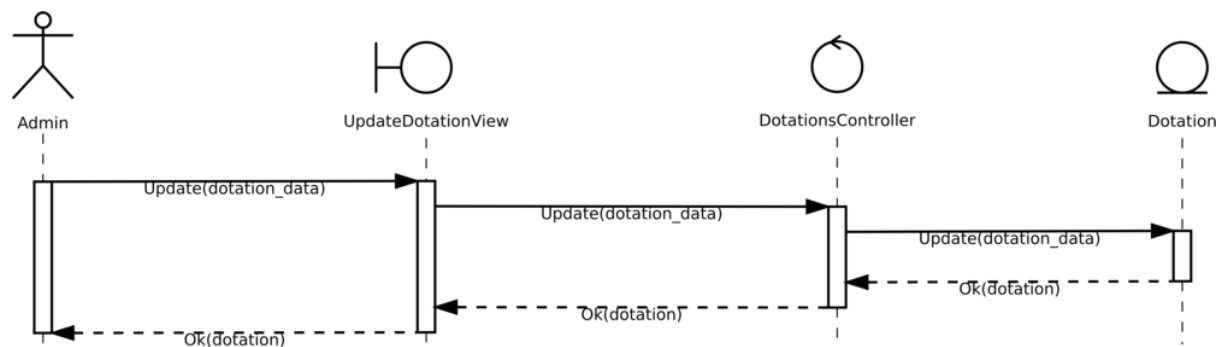 Admin
UpdateDotationView
DotationsController
Dotation
Update(dotation_data)
Update(dotation_data)
Update(dotation_data)
Ok(dotation)
Ok(dotation)
Ok(dotation)